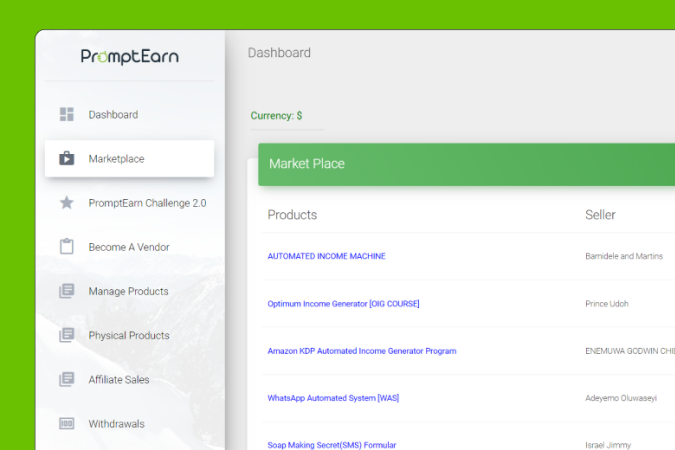 PromptEarn
Dashboard
Marketplace
PromptEarn Challenge 2.0
Become A Vendor
Manage Products
Physical Products
Affiliate Sales
Withdrawals
Dashboard
Currency: $
Market Place
Products Seller
AUTOMATED INCOME MACHINE Bamidele and Martins
Optimum Income Generator [OIG COURSE] Prince Udoh
Amazon KDP Automated Income Generator Program ENEMUWA GODWIN
WhatsApp Automated System [WAS] Adeyemo Oluwaseyi
Soap Making Secret(SMS) Formular Israel Jimmy